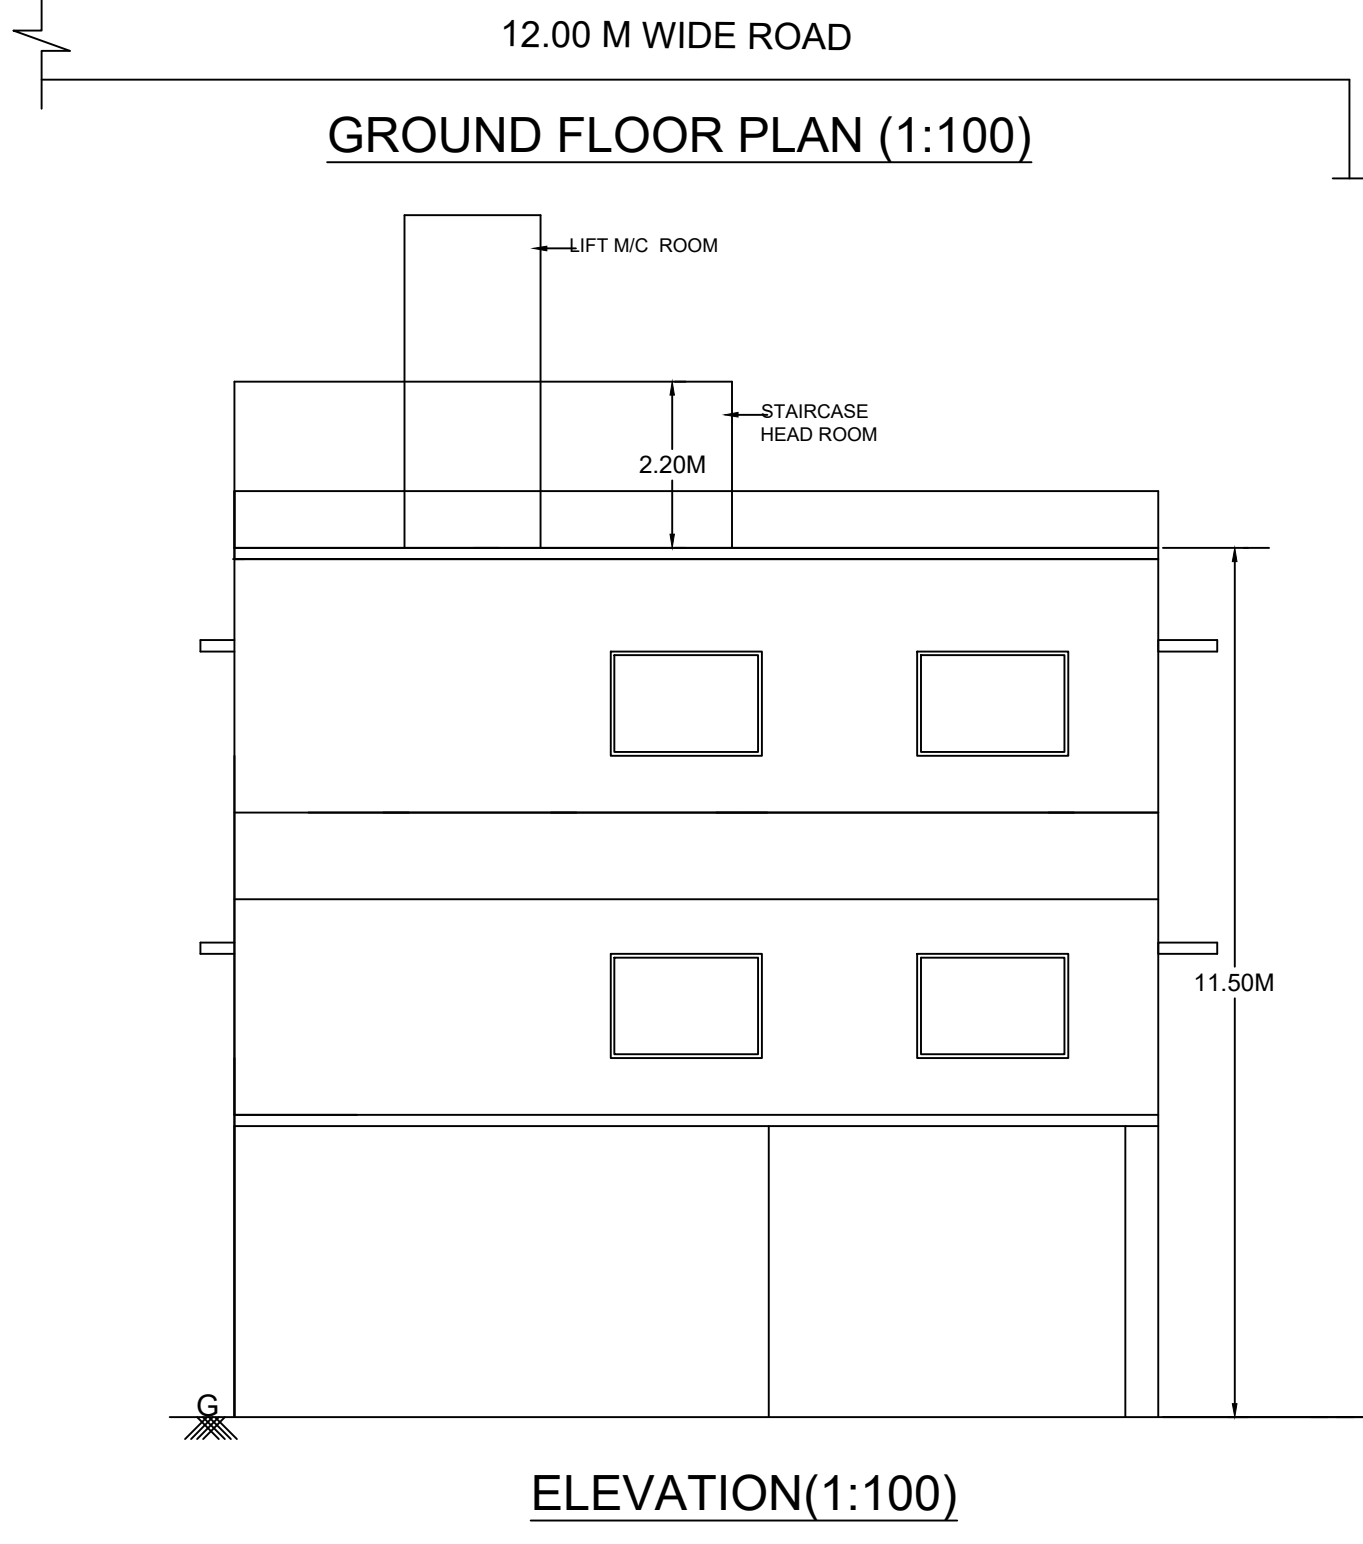 12.00 M WIDE ROAD
GROUND FLOOR PLAN (1:100)
LIFT M/C ROOM
STAIRCASE
HEAD ROOM
2.20M
11.50M
G
ELEVATION(1:100)